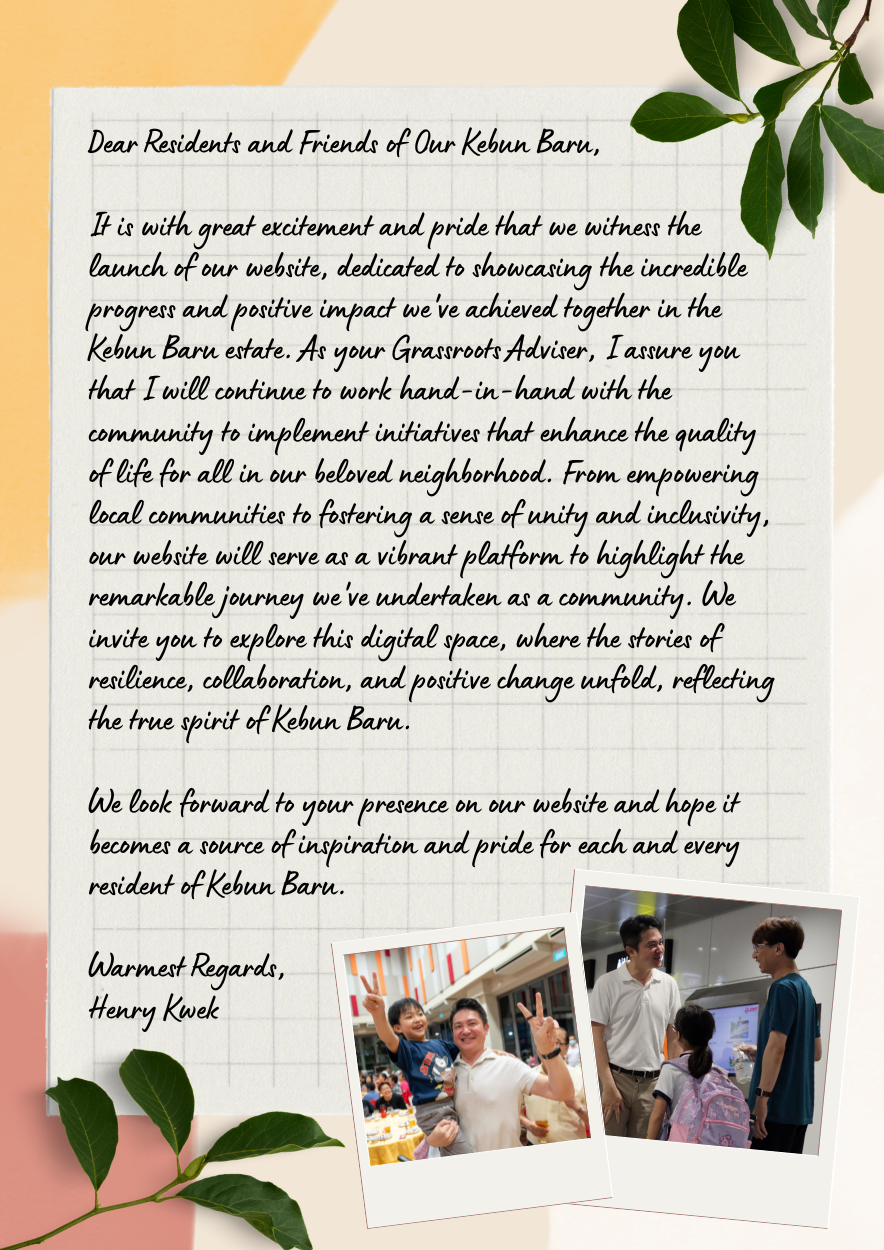 Dear Residents and Friends of Our Kebun Baru,
It is with great excitement and pride that we witness the
launch of our website, dedicated to showcasing the incredible
progress and positive impact we've achieved together in the
Kebun Baru estate. As your Grassroots Adviser, I assure you
that I will continue to work hand-in-hand with the
community to implement initiatives that enhance the quality
of life for all in our beloved neighborhood. From empowering
local communities to fostering a sense of unity and inclusivity,
our website will serve as a vibrant platform to highlight the
remarkable journey we've undertaken as a community. We
invite you to explore this digital space, where the stories of
resilience, collaboration, and positive change unfold, reflecting
the true spirit of Kebun Baru.
We look forward to your presence on our website and hope it
becomes a source of inspiration and pride for each and every
resident of Kebun Baru.
Warmest Regards,
Henry Kwek